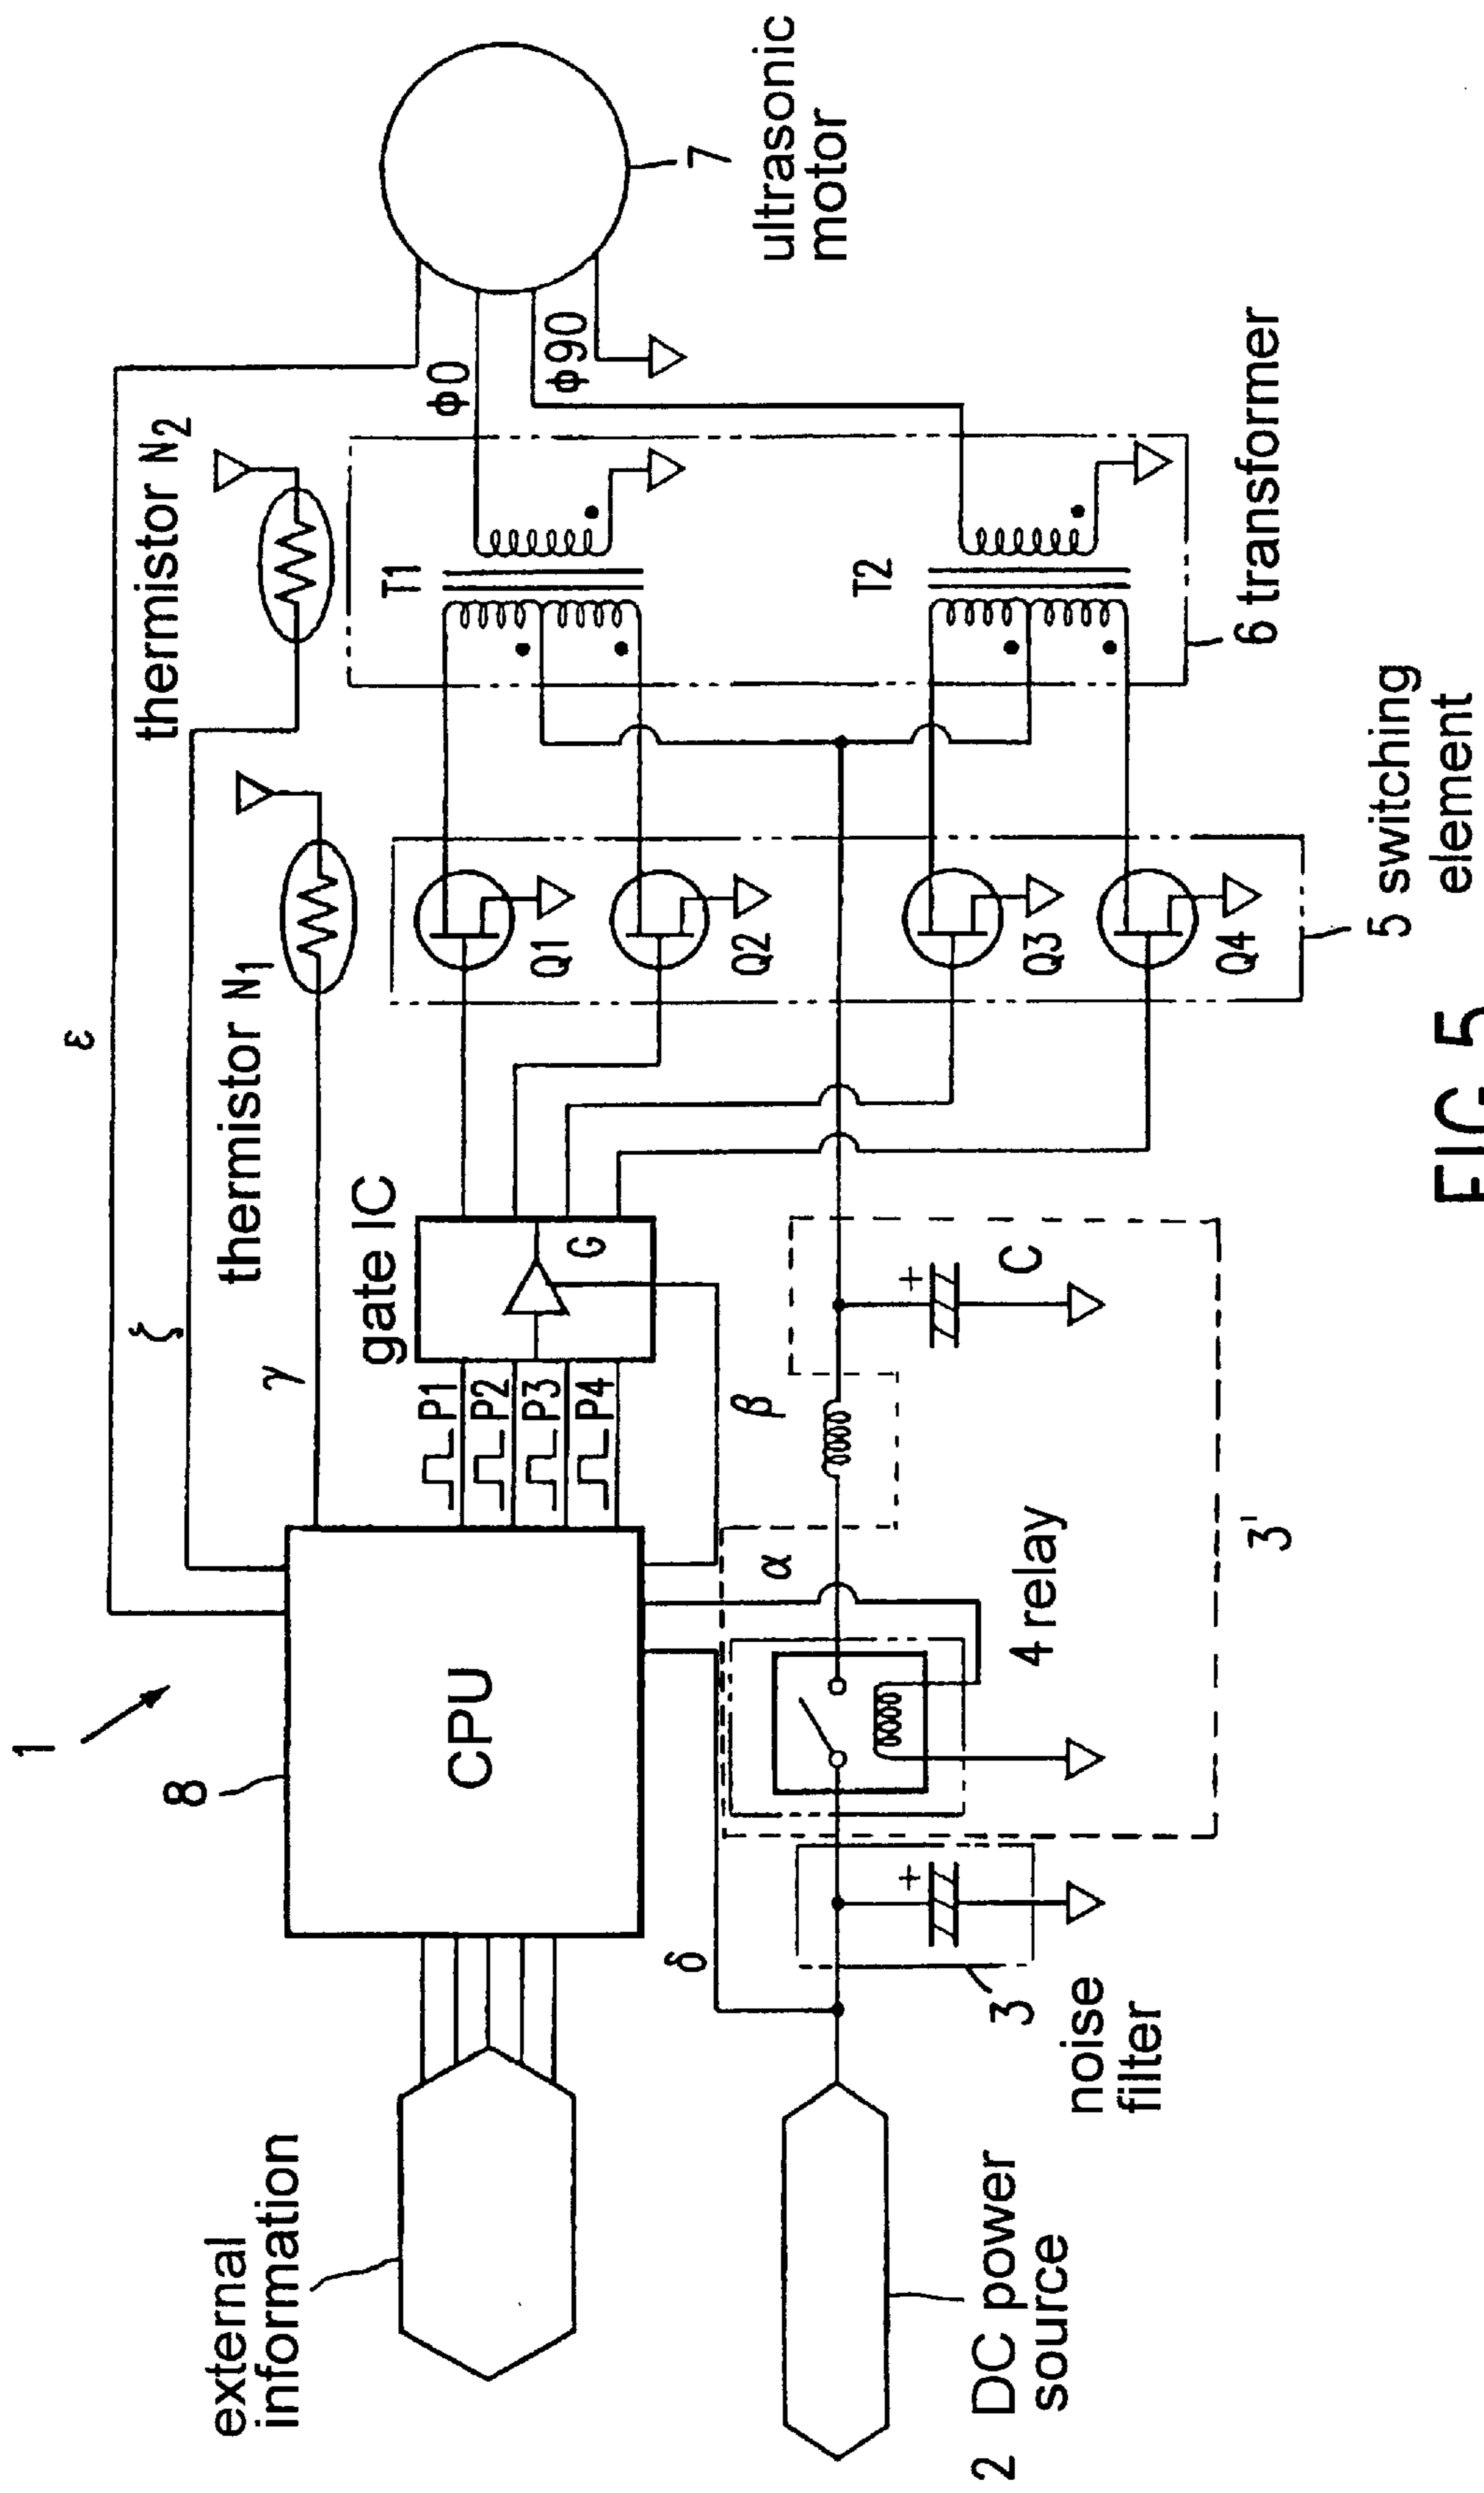 1
8
CPU
external
information
2 DC power
source
noise
filter
3
3'
4 relay
α
β
γ
δ
ε
ζ
P1
P2
P3
P4
gate IC
G
C
+
+
thermistor N1
thermistor N2
Q1
Q2
Q3
Q4
5 switching
element
T1
T2
6 transformer
φ0
φ90
7
ultrasonic
motor
FIG. 5